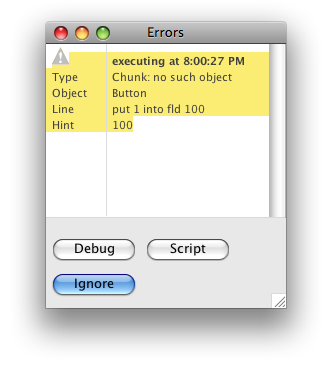 Errors
executing at 8:00:27 PM
Type Chunk: no such object
Object Button
Line put 1 into fld 100
Hint 100
Debug Script
Ignore